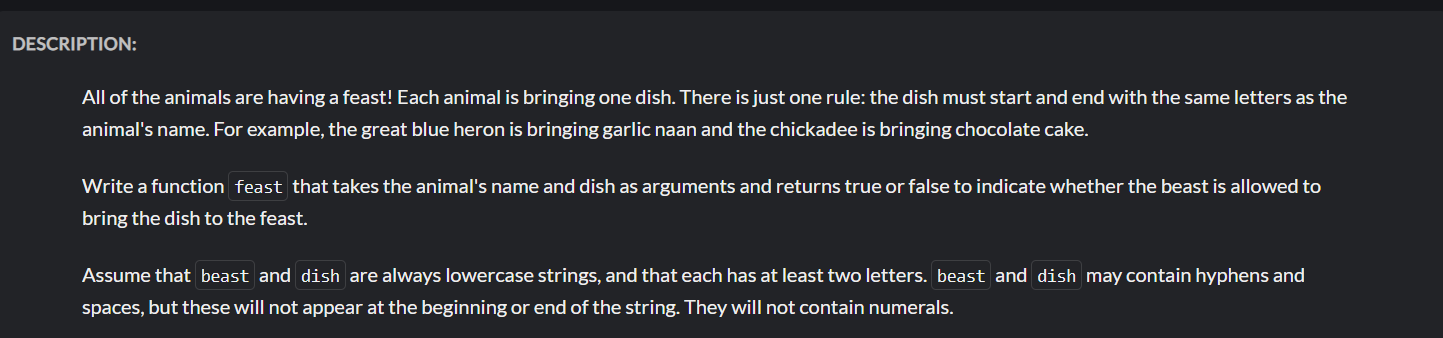 DESCRIPTION:
All of the animals are having a feast! Each animal is bringing one dish. There is just one rule: the dish must start and end with the same letters as the
animal's name. For example, the great blue heron is bringing garlic naan and the chickadee is bringing chocolate cake.
Write a function feast that takes the animal's name and dish as arguments and returns true or false to indicate whether the beast is allowed to
bring the dish to the feast.
Assume that beast and dish are always lowercase strings, and that each has at least two letters. beast and dish may contain hyphens and
spaces, but these will not appear at the beginning or end of the string. They will not contain numerals.